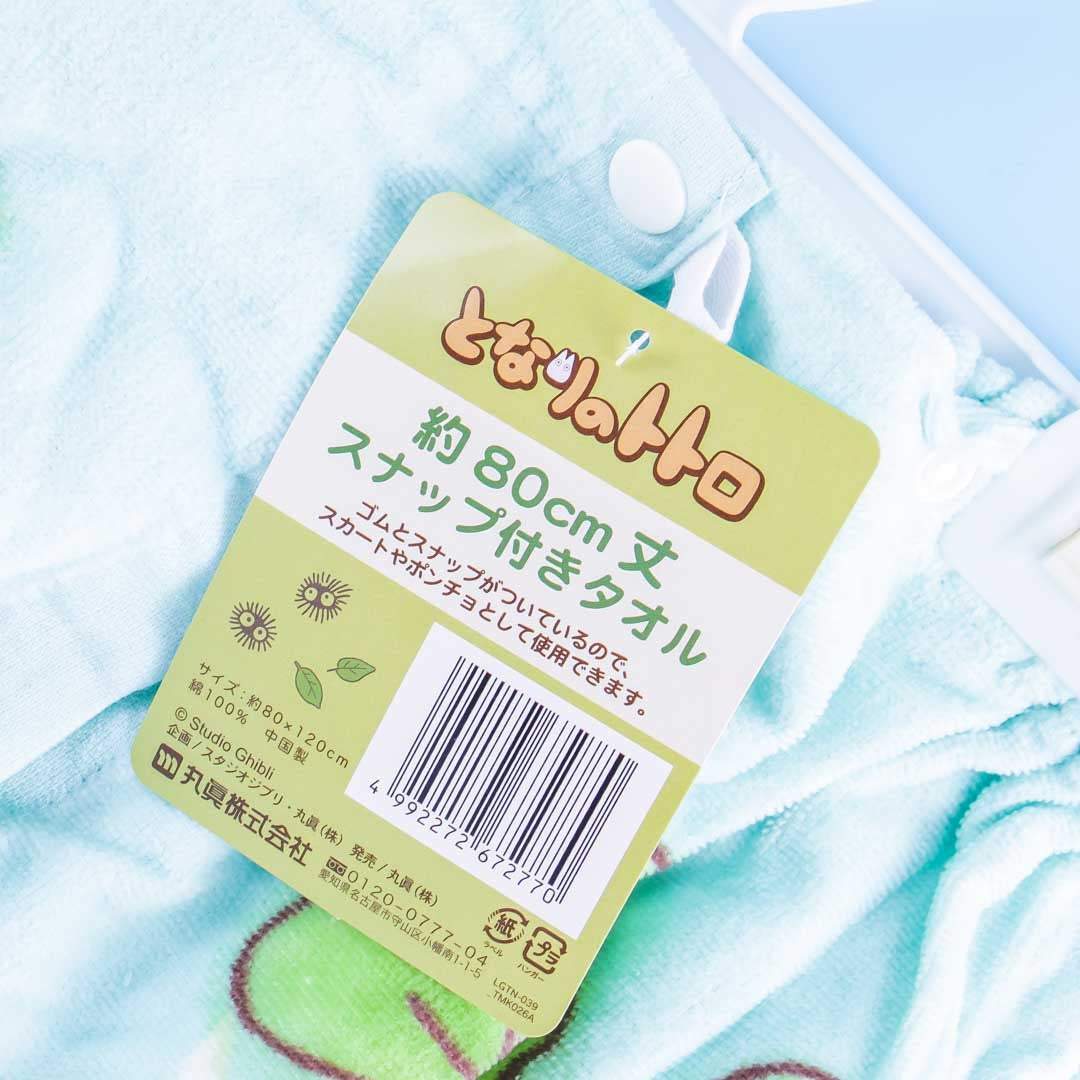 となりのトトロ
約80cm丈
スナップ付きタオル
ゴムとスナップがついているので、
スカートやポンチョとして使用できます。
サイズ:約80×120cm
綿100% 中国製
© Studio Ghibli
企画/スタジオジブリ・丸眞(株) 発売/丸眞(株)
丸眞株式会社
0120-0777-04
愛知県名古屋市守山区小幡南1-1-5
4 992272 672770
紙
ラベル
プラ
ハンガー
LGTN-039
_TMK026A